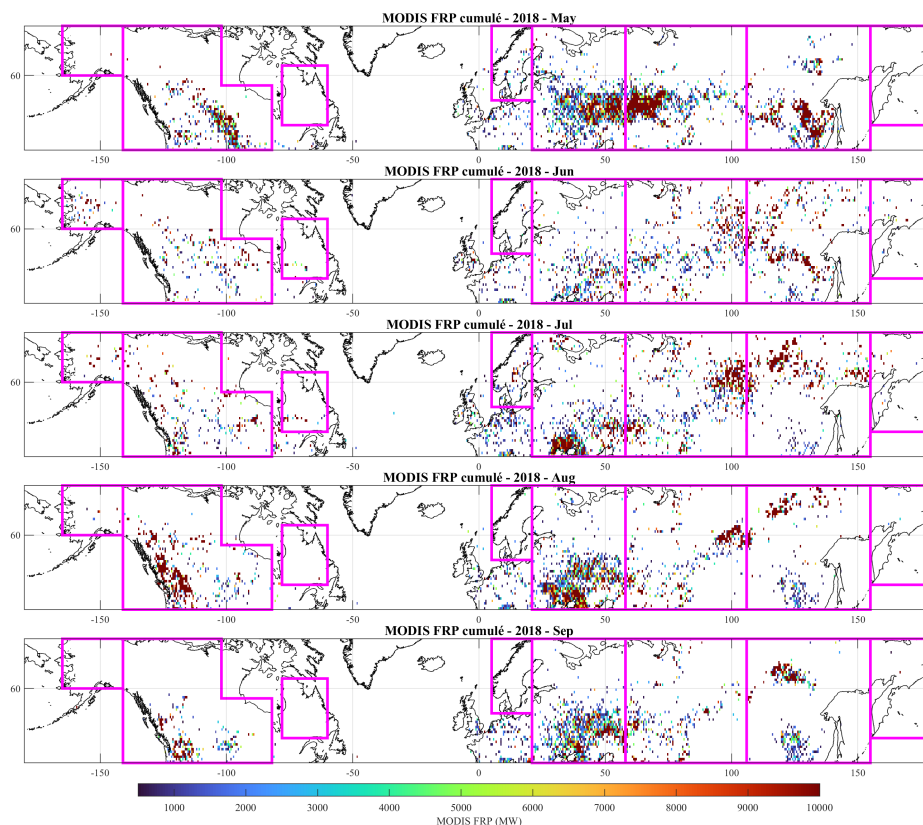 MODIS FRP cumulé - 2018 - May
60
-150 -100 -50 0 50 100 150
MODIS FRP cumulé - 2018 - Jun
60
-150 -100 -50 0 50 100 150
MODIS FRP cumulé - 2018 - Jul
60
-150 -100 -50 0 50 100 150
MODIS FRP cumulé - 2018 - Aug
60
-150 -100 -50 0 50 100 150
MODIS FRP cumulé - 2018 - Sep
60
-150 -100 -50 0 50 100 150
1000 2000 3000 4000 5000 6000 7000 8000 9000 10000
MODIS FRP (MW)